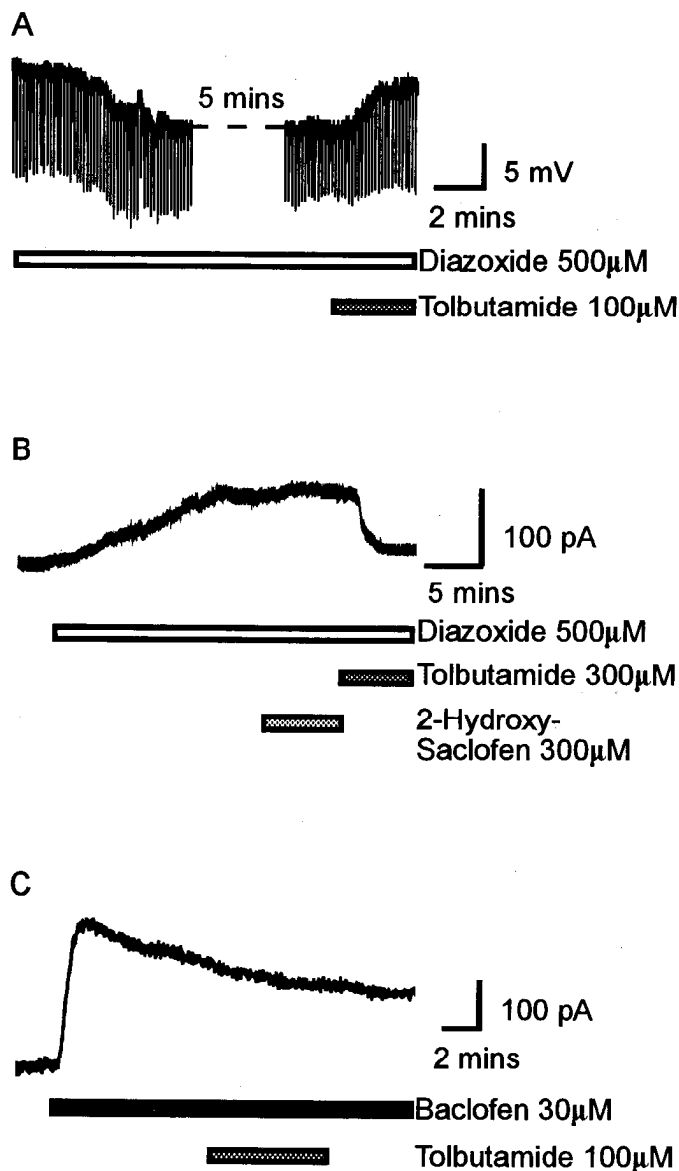 A
5 mins
5 mV
2 mins
Diazoxide 500µM
Tolbutamide 100µM
B
100 pA
5 mins
Diazoxide 500µM
Tolbutamide 300µM
2-Hydroxy-
Saclofen 300µM
C
100 pA
2 mins
Baclofen 30µM
Tolbutamide 100µM